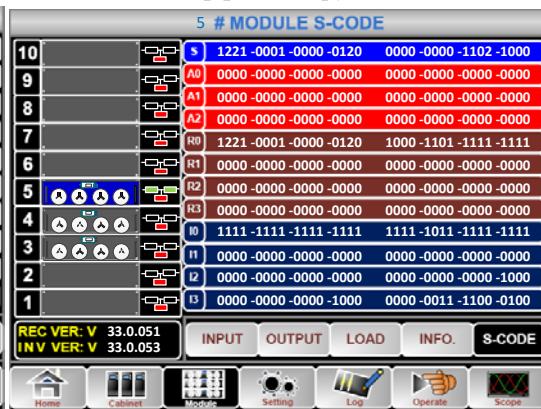 5 # MODULE S-CODE
10 S 1221 -0001 -0000 -0120 0000 -0000 -1102 -1000
9 A0 0000 -0000 -0000 -0000 0000 -0000 -0000 -0000
8 A1 0000 -0000 -0000 -0000 0000 -0000 -0000 -0000
A2 0000 -0000 -0000 -0000 0000 -0000 -0000 -0000
7 R0 1221 -0001 -0000 -0120 1000 -1101 -1111 -1111
6 R1 0000 -0000 -0000 -0000 0000 -0000 -0000 -0000
5 R2 0000 -0000 -0000 -0000 0000 -0000 -0000 -0000
4 R3 0000 -0000 -0000 -0000 0000 -0000 -0000 -0000
I0 1111 -1111 -1111 -1111 1111 -1011 -1111 -1111
3 I1 0000 -0000 -0000 -0000 0000 -0000 -0000 -0000
2 I2 0000 -0000 -0000 -0000 0000 -0000 -0000 -1000
1 I3 0000 -0000 -0000 -1000 0000 -0011 -1100 -0100
REC VER: V 33.0.051
INV VER: V 33.0.053
INPUT OUTPUT LOAD INFO. S-CODE
Home Cabinet Module Setting Log Operate Scope